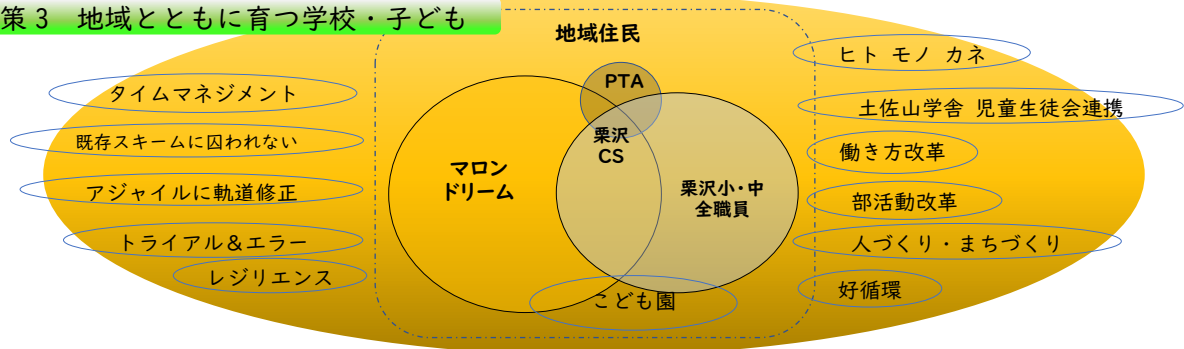 策3 地域とともに育つ学校・子ども
地域住民
PTA
栗沢
CS
マロン
ドリーム
栗沢小・中
全職員
こども園
タイムマネジメント
既存スキームに囚われない
アジャイルに軌道修正
トライアル＆エラー
レジリエンス
ヒト モノ カネ
土佐山学舎 児童生徒会連携
働き方改革
部活動改革
人づくり・まちづくり
好循環